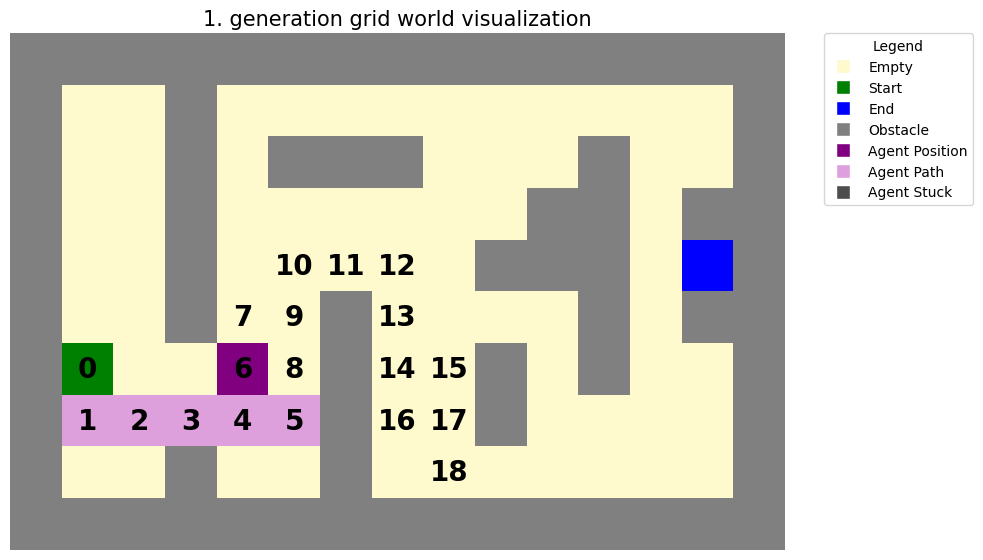 1. generation grid world visualization
Legend
Empty
Start
End
Obstacle
Agent Position
Agent Path
Agent Stuck
10 11 12
7 9 13
0 6 8 14 15
1 2 3 4 5 16 17
18